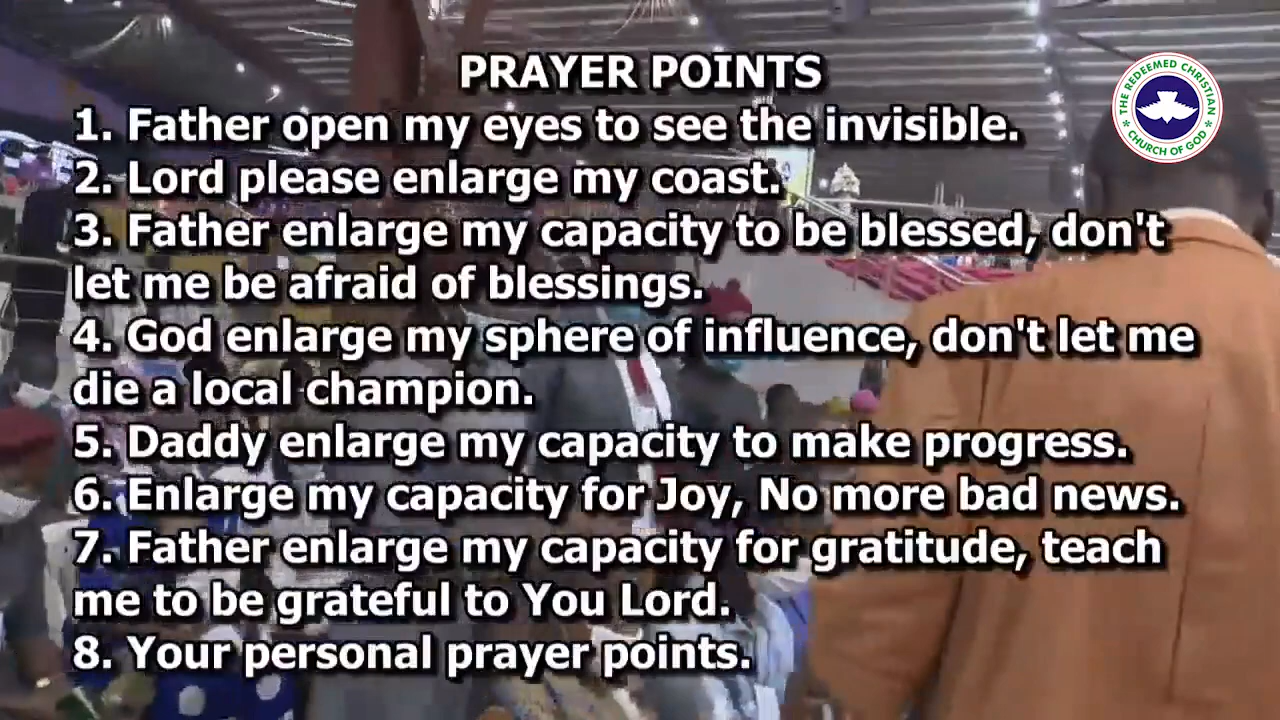 PRAYER POINTS
1. Father open my eyes to see the invisible.
2. Lord please enlarge my coast.
3. Father enlarge my capacity to be blessed, don't
let me be afraid of blessings.
4. God enlarge my sphere of influence, don't let me
die a local champion.
5. Daddy enlarge my capacity to make progress.
6. Enlarge my capacity for Joy, No more bad news.
7. Father enlarge my capacity for gratitude, teach
me to be grateful to You Lord.
8. Your personal prayer points.
THE REDEEMED CHRISTIAN
CHURCH OF GOD